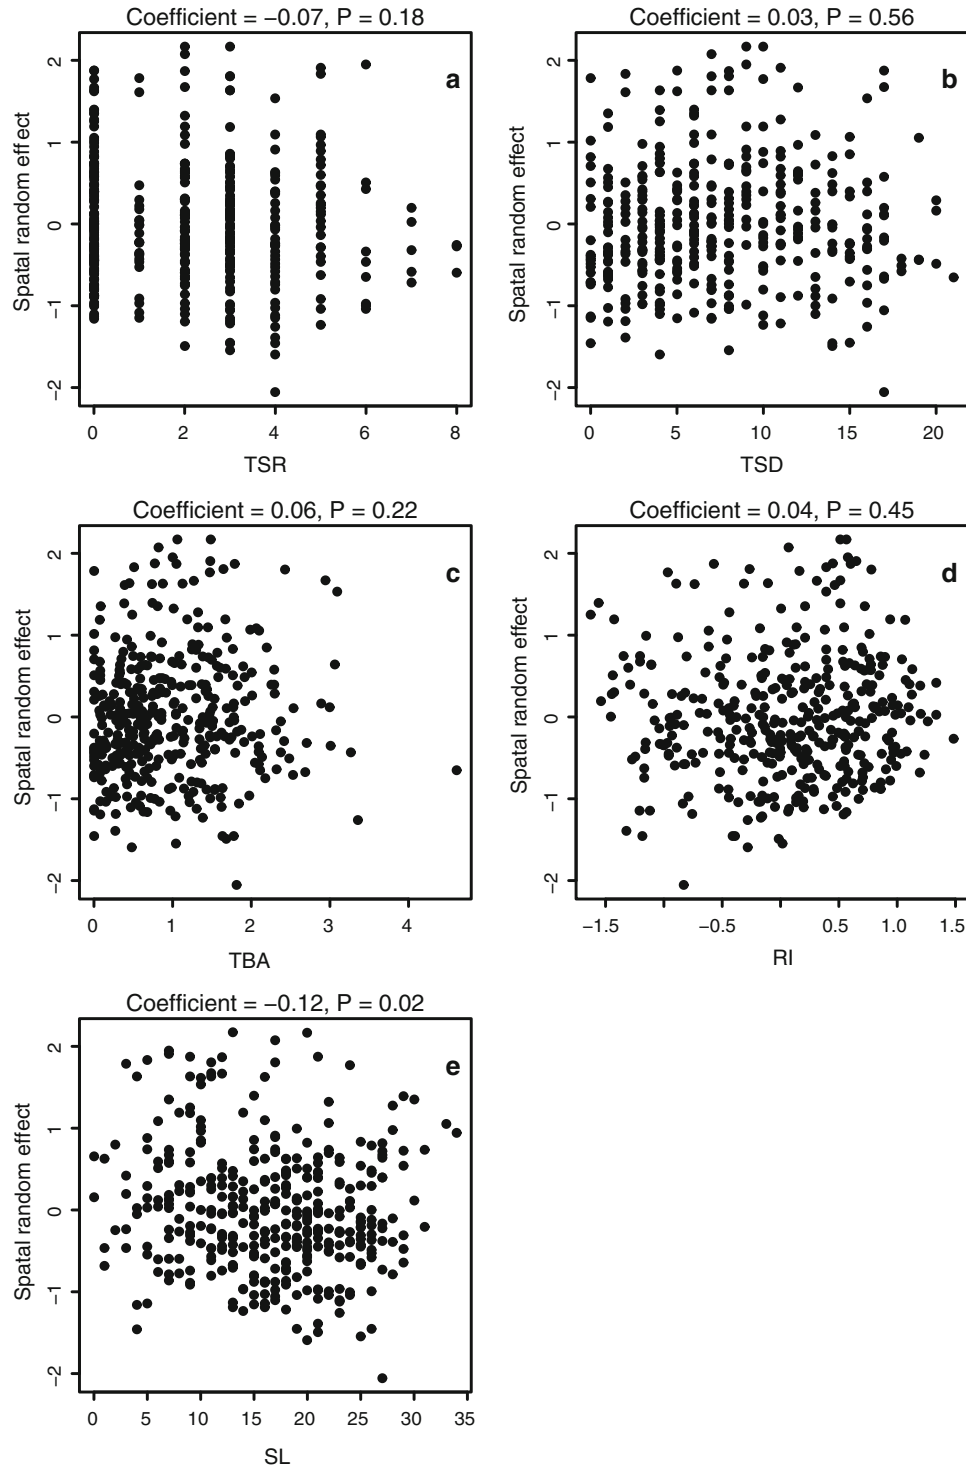 Coefficient = −0.07, P = 0.18
a
Spatal random effect
2
1
0
−1
−2
0 2 4 6 8
TSR
Coefficient = 0.03, P = 0.56
b
Spatal random effect
2
1
0
−1
−2
0 5 10 15 20
TSD
Coefficient = 0.06, P = 0.22
c
Spatal random effect
2
1
0
−1
−2
0 1 2 3 4
TBA
Coefficient = 0.04, P = 0.45
d
Spatal random effect
2
1
0
−1
−2
−1.5 −0.5 0.5 1.0 1.5
RI
Coefficient = −0.12, P = 0.02
e
Spatal random effect
2
1
0
−1
−2
0 5 10 15 20 25 30 35
SL